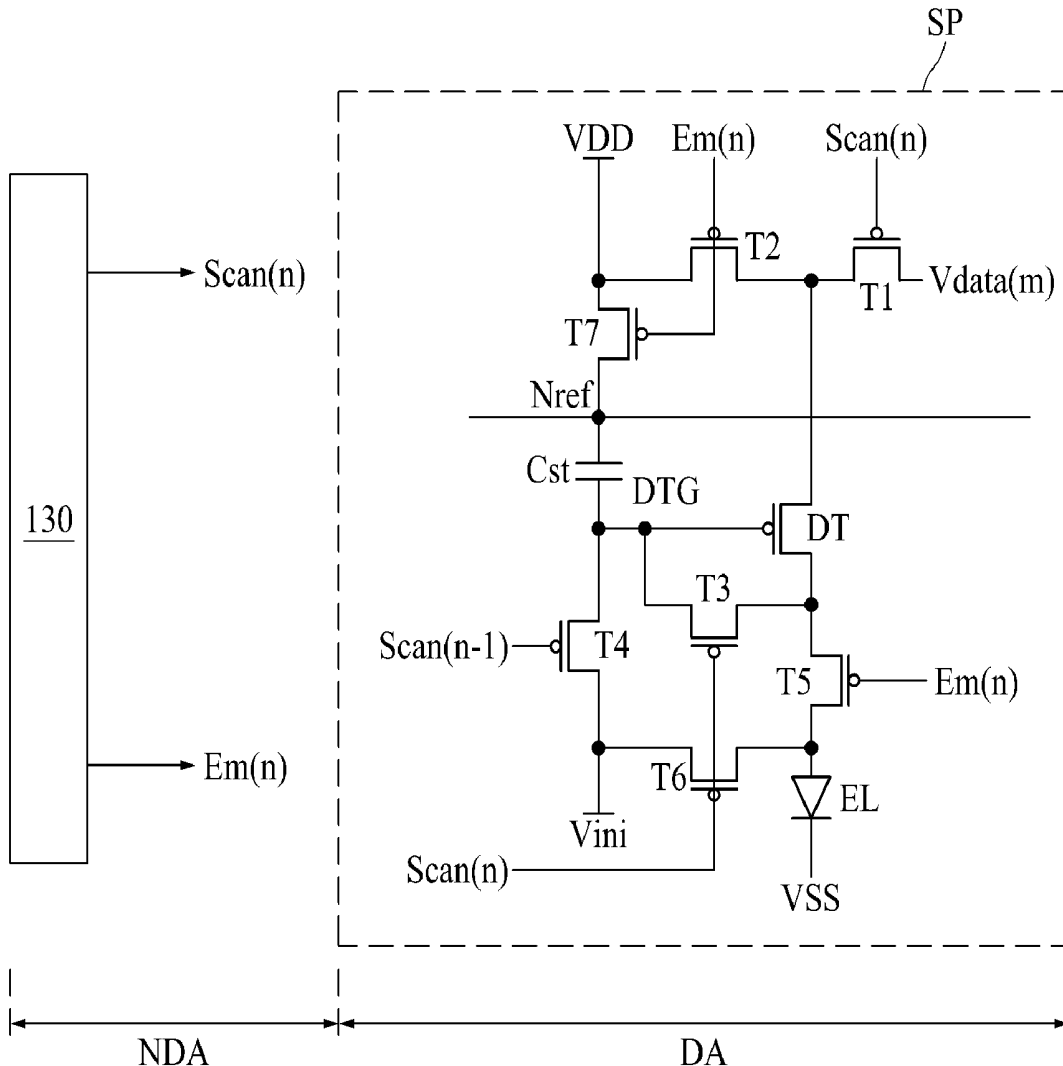 SP
VDD
Em(n)
Scan(n)
T2
T1
Vdata(m)
Scan(n)
T7
Nref
Cst
DTG
130
DT
T3
Scan(n-1)
T4
T5
Em(n)
Em(n)
T6
EL
Vini
Scan(n)
VSS
NDA
DA